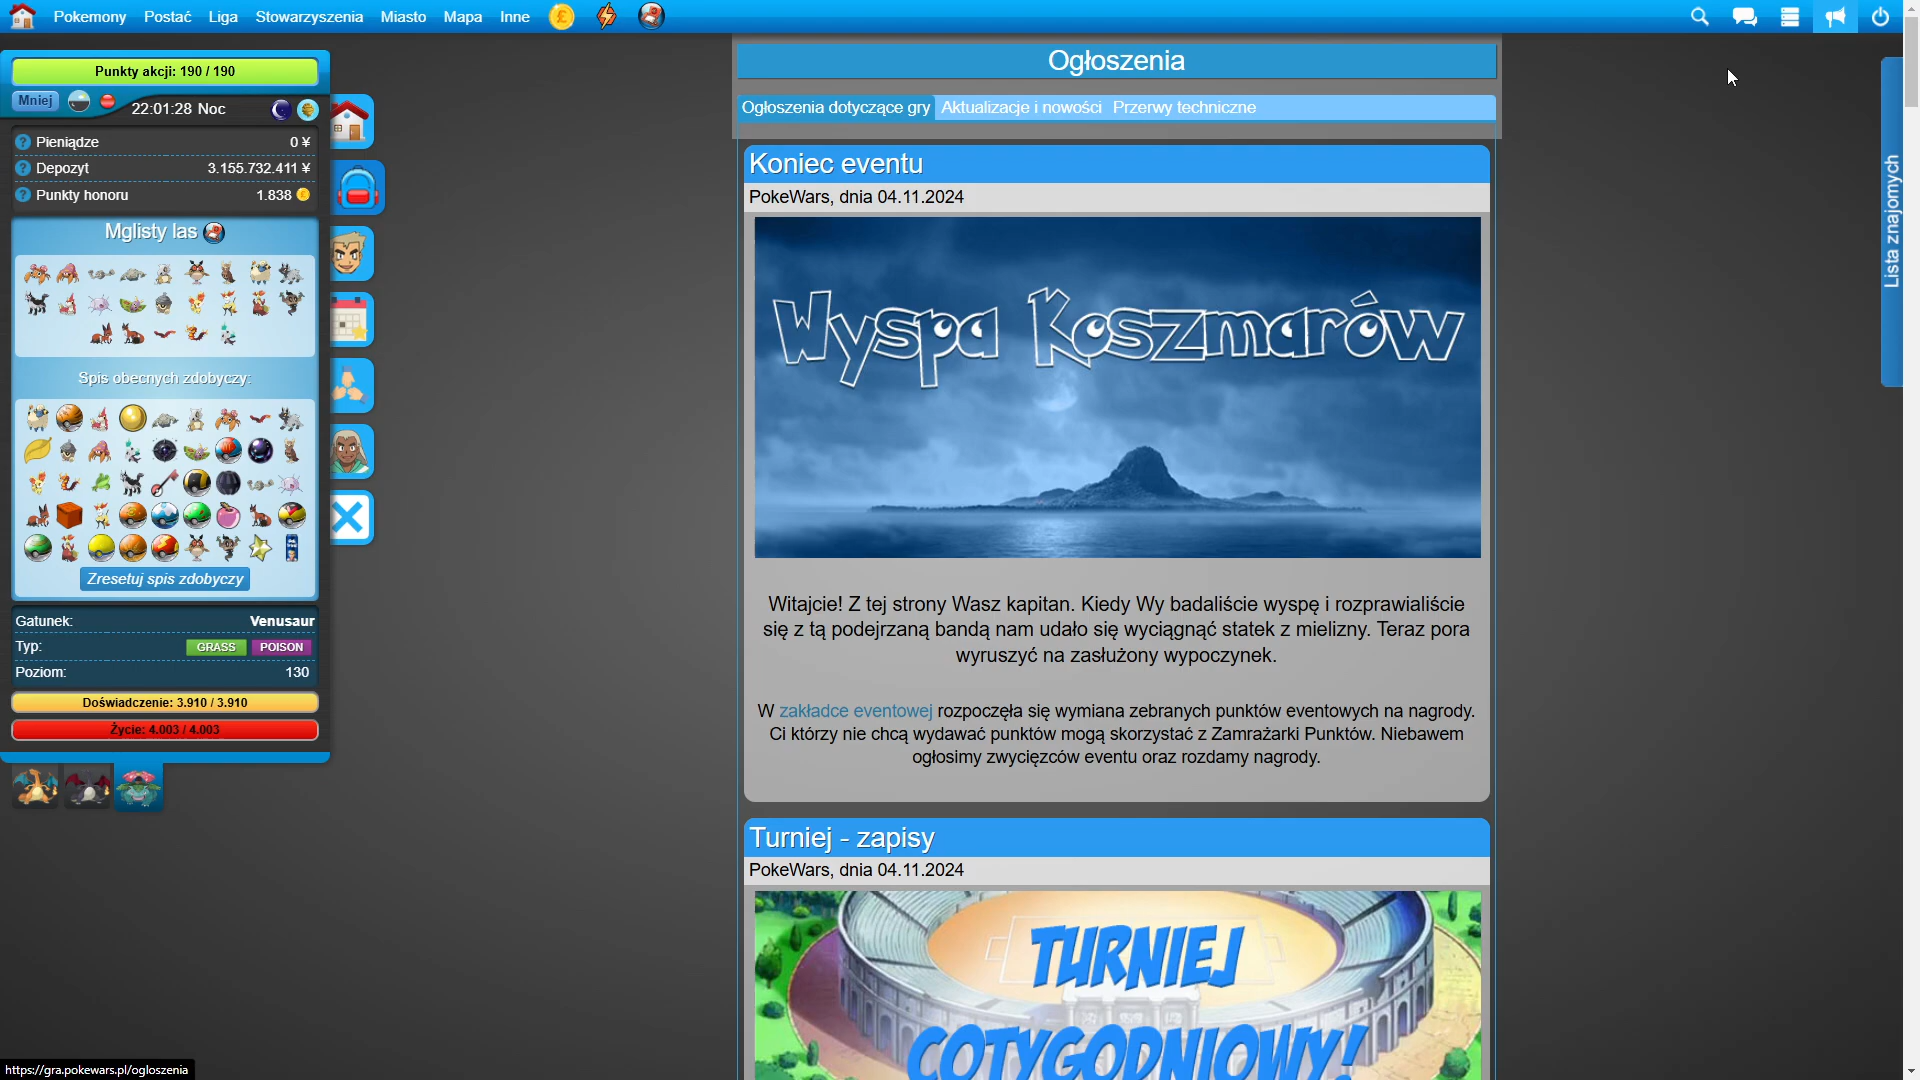 Pokemony Postać Liga Stowarzyszenia Miasto Mapa Inne
Punkty akcji: 190 / 190
Mniej
22:01:28 Noc
Pieniądze 0 ¥
Depozyt 3.155.732.411 ¥
Punkty honoru 1.838
Mglisty las
Spis obecnych zdobyczy:
Zresetuj spis zdobyczy
Gatunek: Venusaur
Typ: GRASS POISON
Poziom: 130
Doświadczenie: 3.910 / 3.910
Życie: 4.003 / 4.003
Ogłoszenia
Ogłoszenia dotyczące gry Aktualizacje i nowości Przerwy techniczne
Koniec eventu
PokeWars, dnia 04.11.2024
Wyspa Koszmarów
Witajcie! Z tej strony Wasz kapitan. Kiedy Wy badaliście wyspę i rozprawialiście
się z tą podejrzaną bandą nam udało się wyciągnąć statek z mielizny. Teraz pora
wyruszyć na zasłużony wypoczynek.
W zakładce eventowej rozpoczęła się wymiana zebranych punktów eventowych na nagrody.
Ci którzy nie chcą wydawać punktów mogą skorzystać z Zamrażarki Punktów. Niebawem
ogłosimy zwycięzców eventu oraz rozdamy nagrody.
Turniej - zapisy
PokeWars, dnia 04.11.2024
TURNIEJ
COTYGODNIOWY!
Lista znajomych
https://gra.pokewars.pl/ogloszenia